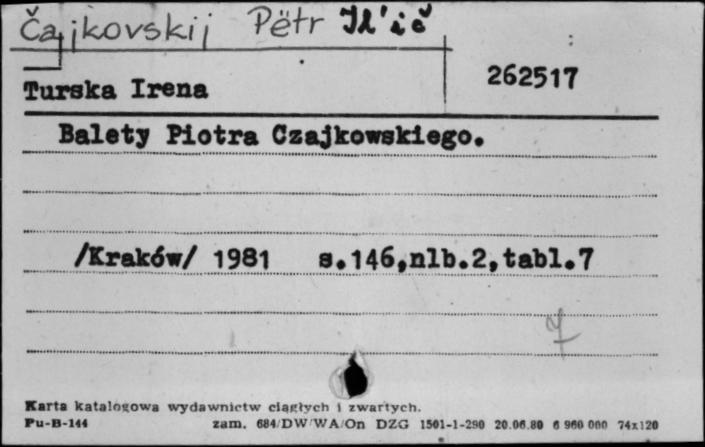 Čajkovskij Pëtr Il'ič
Turska Irena 262517
Balety Piotra Czajkowskiego.
/Kraków/ 1981 s.146,nlb.2,tabl.7
7
Karta katalogowa wydawnictw ciągłych i zwartych.
Pu-B-144 zam. 684/DW/WA/On DZG 1501-1-290 20.06.80 6 960 000 74x120